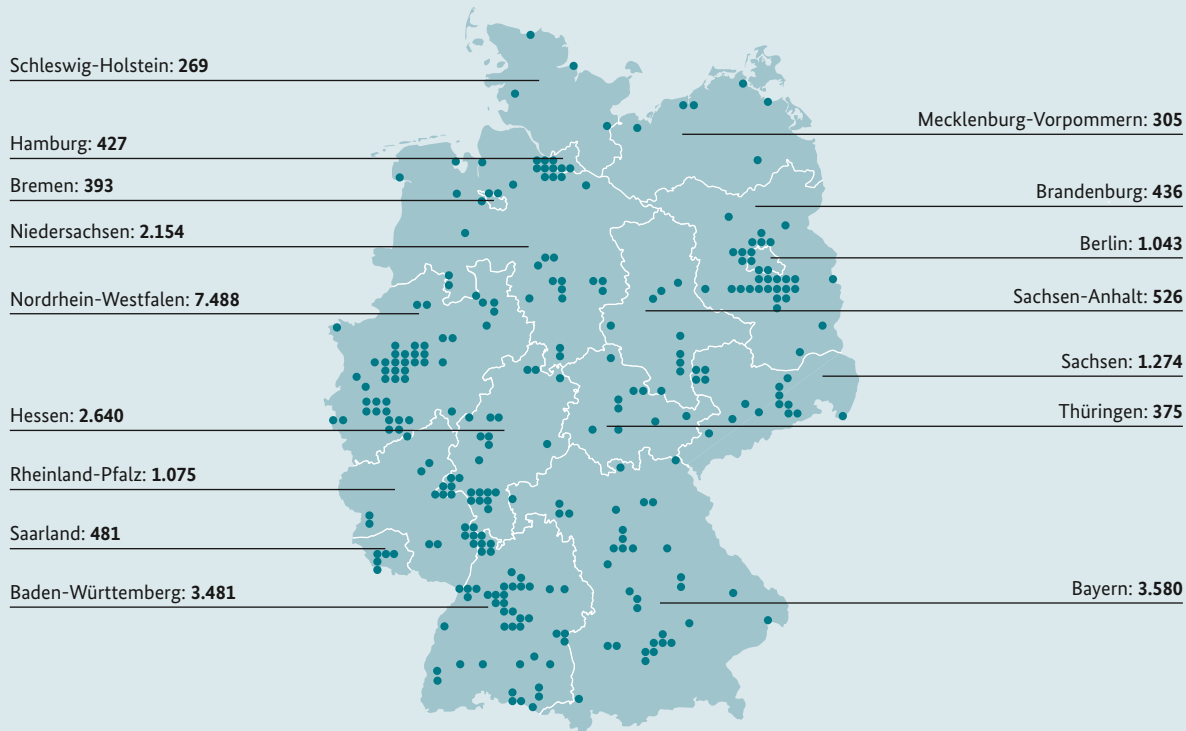 Schleswig-Holstein: 269
Hamburg: 427
Bremen: 393
Niedersachsen: 2.154
Nordrhein-Westfalen: 7.488
Hessen: 2.640
Rheinland-Pfalz: 1.075
Saarland: 481
Baden-Württemberg: 3.481
Mecklenburg-Vorpommern: 305
Brandenburg: 436
Berlin: 1.043
Sachsen-Anhalt: 526
Sachsen: 1.274
Thüringen: 375
Bayern: 3.580